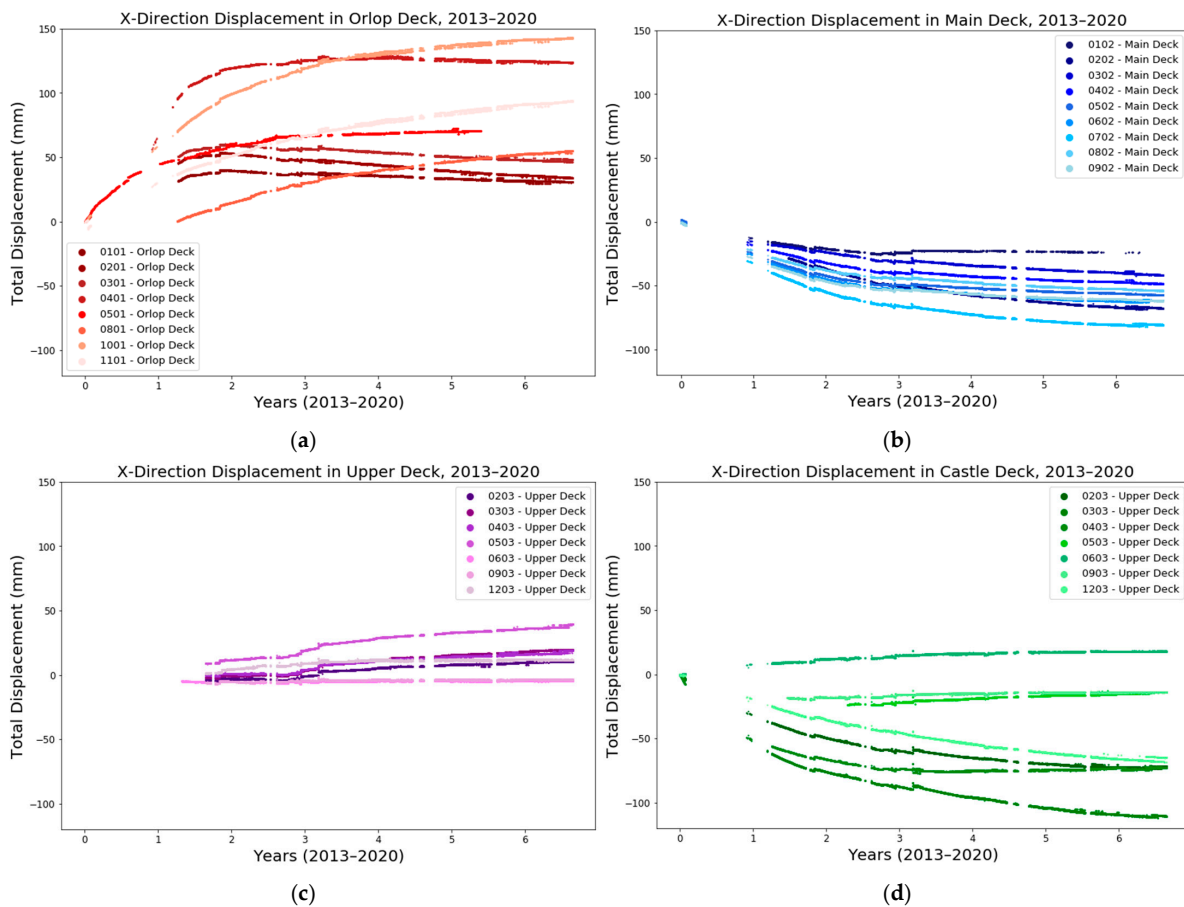 X-Direction Displacement in Orlop Deck, 2013–2020
Total Displacement (mm)
150
100
50
0
−50
−100
0101 - Orlop Deck
0201 - Orlop Deck
0301 - Orlop Deck
0401 - Orlop Deck
0501 - Orlop Deck
0801 - Orlop Deck
1001 - Orlop Deck
1101 - Orlop Deck
0 1 2 3 4 5 6
Years (2013–2020)
(a)
X-Direction Displacement in Main Deck, 2013–2020
Total Displacement (mm)
150
100
50
0
−50
−100
0102 - Main Deck
0202 - Main Deck
0302 - Main Deck
0402 - Main Deck
0502 - Main Deck
0602 - Main Deck
0702 - Main Deck
0802 - Main Deck
0902 - Main Deck
0 1 2 3 4 5 6
Years (2013–2020)
(b)
X-Direction Displacement in Upper Deck, 2013–2020
Total Displacement (mm)
150
100
50
0
−50
−100
0203 - Upper Deck
0303 - Upper Deck
0403 - Upper Deck
0503 - Upper Deck
0603 - Upper Deck
0903 - Upper Deck
1203 - Upper Deck
0 1 2 3 4 5 6
Years (2013–2020)
(c)
X-Direction Displacement in Castle Deck, 2013–2020
Total Displacement (mm)
150
100
50
0
−50
−100
0203 - Upper Deck
0303 - Upper Deck
0403 - Upper Deck
0503 - Upper Deck
0603 - Upper Deck
0903 - Upper Deck
1203 - Upper Deck
0 1 2 3 4 5 6
Years (2013–2020)
(d)